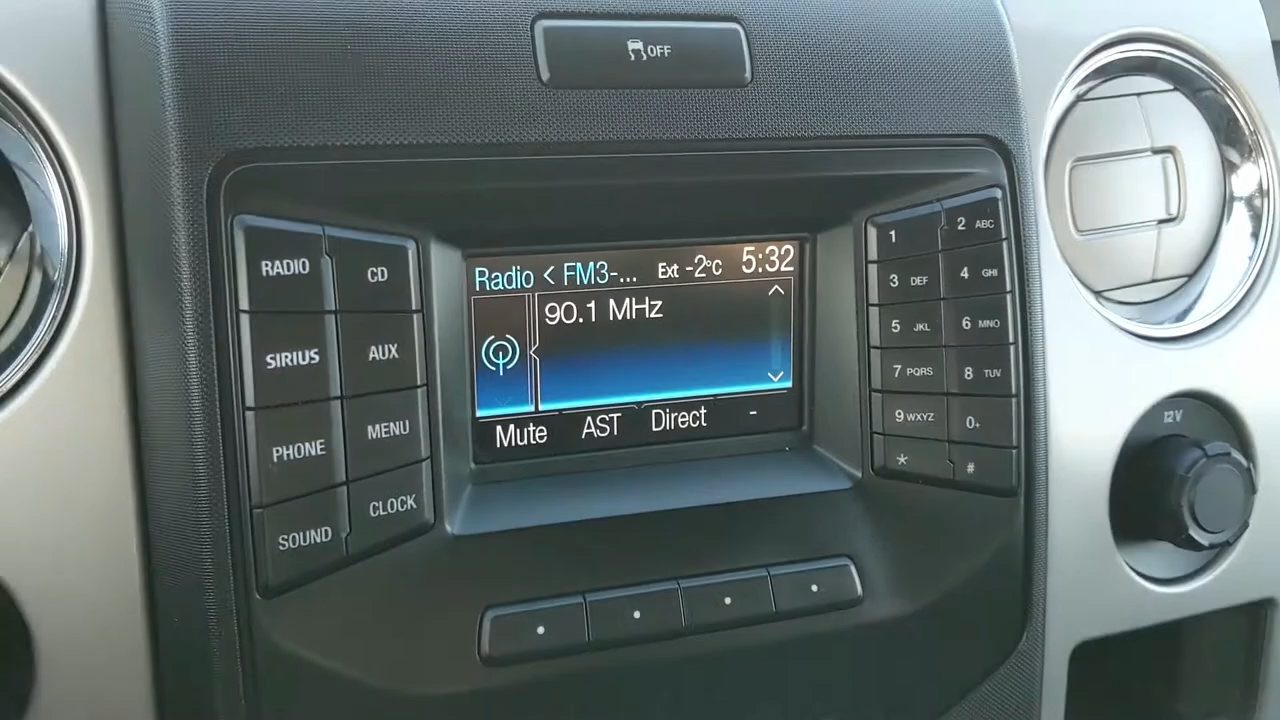 OFF
RADIO
CD
SIRIUS
AUX
PHONE
MENU
SOUND
CLOCK
Radio < FM3-... Ext -2°C 5:32
90.1 MHz
Mute AST Direct -
1
2 ABC
3 DEF
4 GHI
5 JKL
6 MNO
7 PQRS
8 TUV
9 WXYZ
0+
*
#
12V